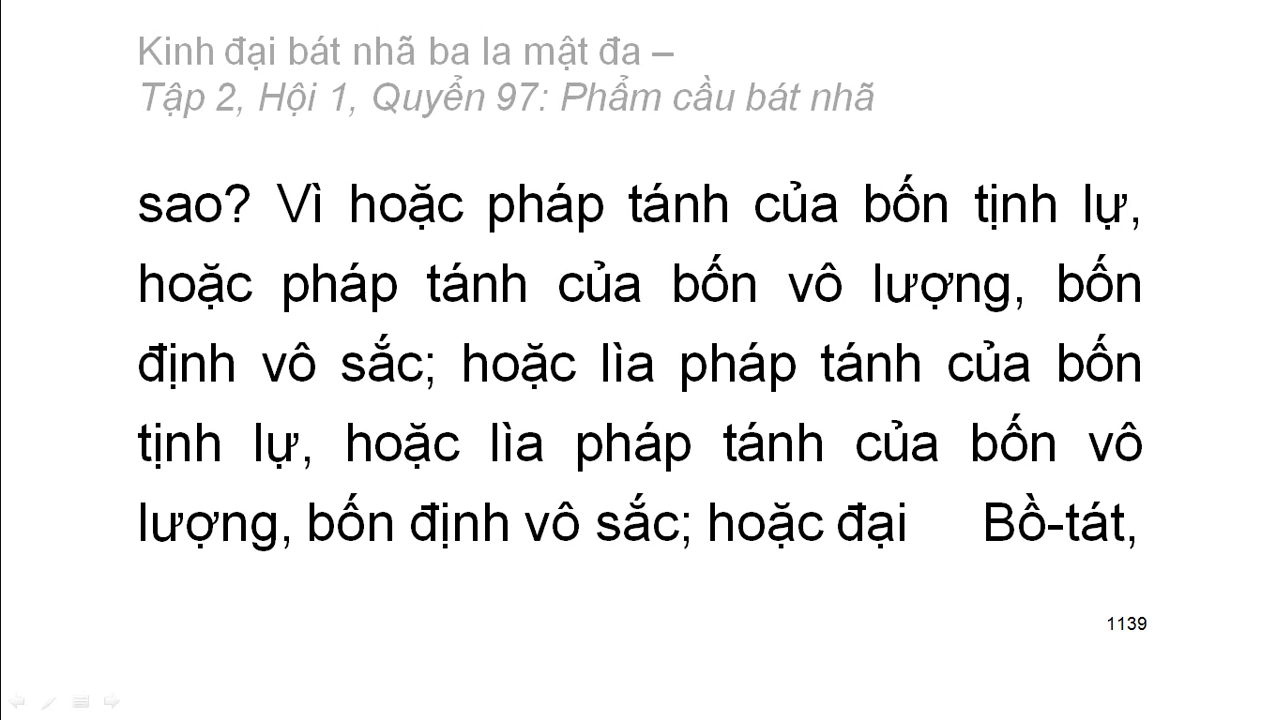 Kinh đại bát nhã ba la mật đa –
Tập 2, Hội 1, Quyển 97: Phẩm cầu bát nhã
sao? Vì hoặc pháp tánh của bốn tịnh lự,
hoặc pháp tánh của bốn vô lượng, bốn
định vô sắc; hoặc lìa pháp tánh của bốn
tịnh lự, hoặc lìa pháp tánh của bốn vô
lượng, bốn định vô sắc; hoặc đại Bồ-tát,
1139